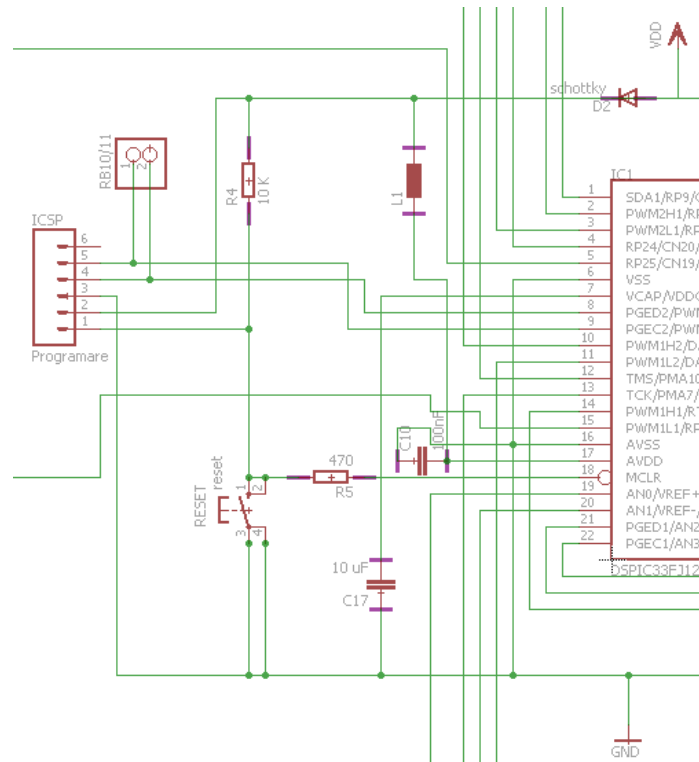 VDD
schottky
D2
RB10/11
1
2
R4
10 K
L1
IC1
ICSP
6
5
4
3
2
1
Programare
1 SDA1/RP9/
2 PWM2H1/RP
3 PWM2L1/RP
4 RP24/CN20/
5 RP25/CN19/
6 VSS
7 VCAP/VDDC
8 PGED2/PWM
9 PGEC2/PWM
10 PWM1H2/DA
11 PWM1L2/DA
12 TMS/PMA10
13 TCK/PMA7/
14 PWM1H1/RT
15 PWM1L1/RP
16 AVSS
17 AVDD
18 MCLR
19 AN0/VREF+
20 AN1/VREF-/
21 PGED1/AN2
22 PGEC1/AN3
DSPIC33FJ12
C10
100nF
470
R5
RESET
reset
1
2
3
4
10 uF
C17
GND